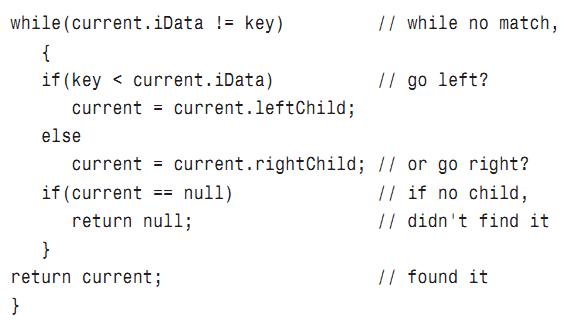 while(current.iData != key)          // while no match,
   {
   if(key < current.iData)           // go left?
      current = current.leftChild;
   else
      current = current.rightChild;  // or go right?
   if(current == null)               // if no child,
      return null;                   // didn't find it
   }
return current;                      // found it
}